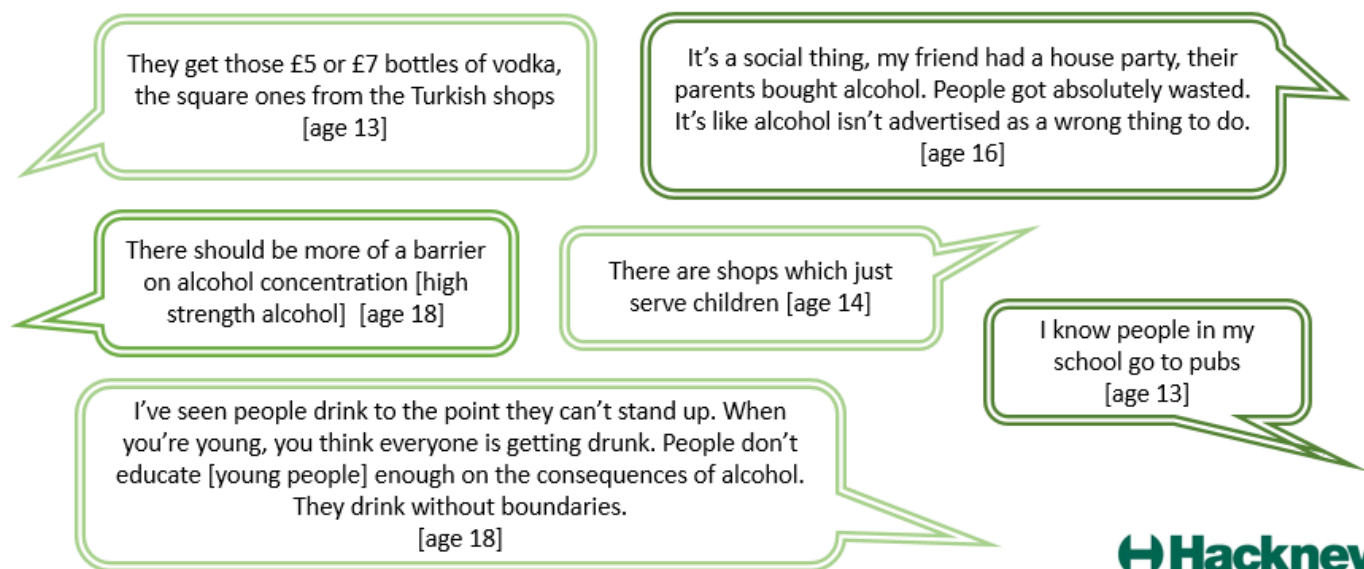 They get those £5 or £7 bottles of vodka,
the square ones from the Turkish shops
[age 13]
It's a social thing, my friend had a house party, their
parents bought alcohol. People got absolutely wasted.
It's like alcohol isn't advertised as a wrong thing to do.
[age 16]
There should be more of a barrier
on alcohol concentration [high
strength alcohol]  [age 18]
There are shops which just
serve children [age 14]
I know people in my
school go to pubs
[age 13]
I've seen people drink to the point they can't stand up. When
you're young, you think everyone is getting drunk. People don't
educate [young people] enough on the consequences of alcohol.
They drink without boundaries.
[age 18]
Hackney